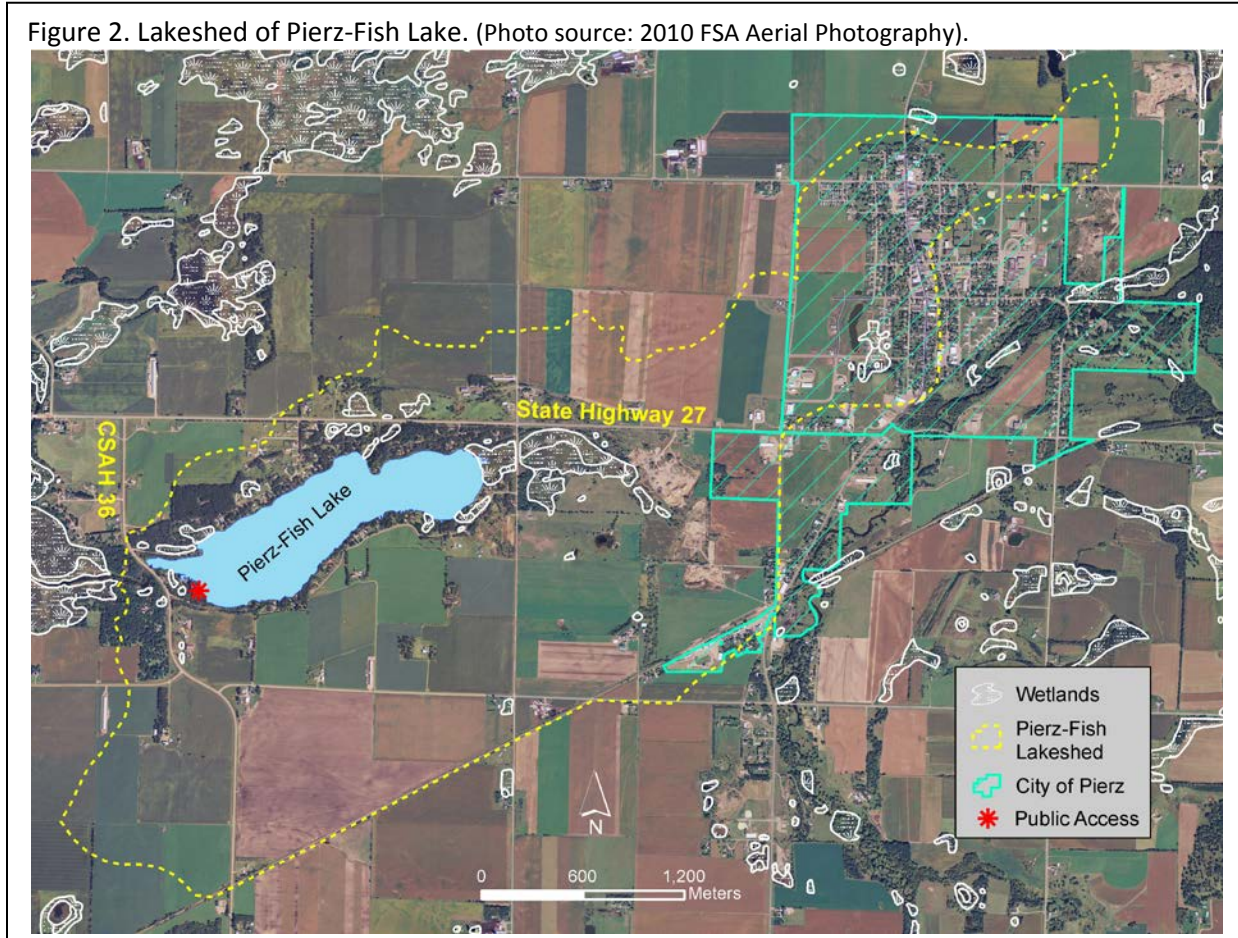 Figure 2. Lakeshed of Pierz-Fish Lake. (Photo source: 2010 FSA Aerial Photography).
State Highway 27
CSAH 36
Pierz-Fish Lake
Wetlands
Pierz-Fish
Lakeshed
City of Pierz
Public Access
N
0 600 1,200
Meters